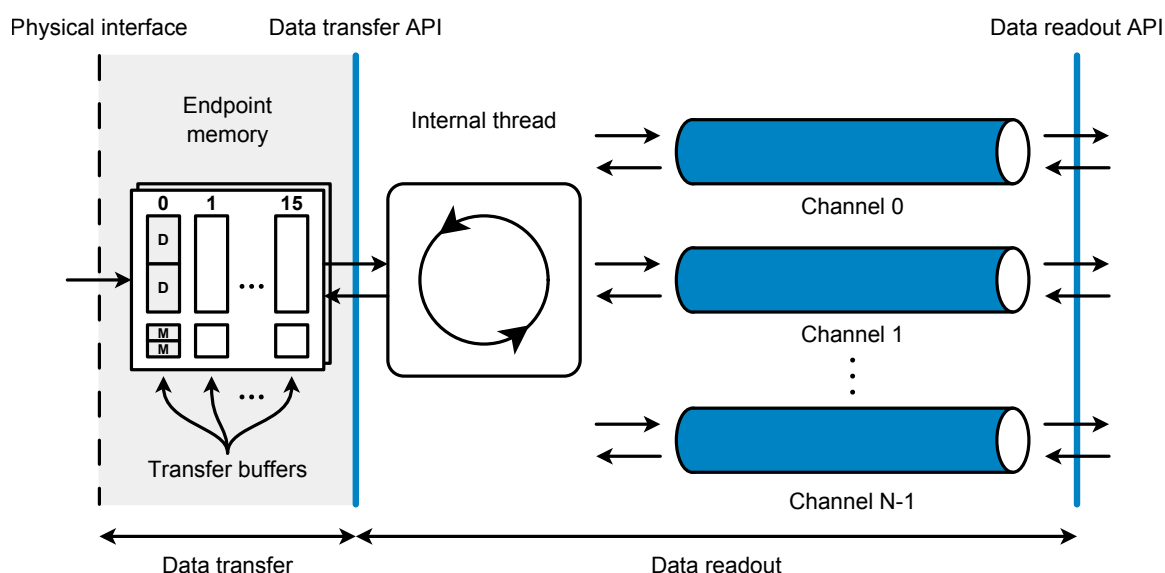 Physical interface
Data transfer API
Data readout API
Endpoint
memory
Internal thread
0 1 15
D
D
...
M
M
...
Transfer buffers
Channel 0
Channel 1
Channel N-1
Data transfer
Data readout